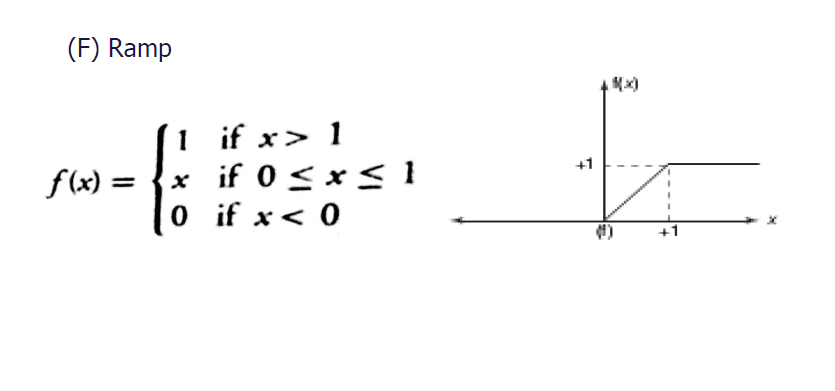 (F) Ramp
f(x) = { 1 if x > 1
x if 0 ≤ x ≤ 1
0 if x < 0
f(x)
+1
x
+1